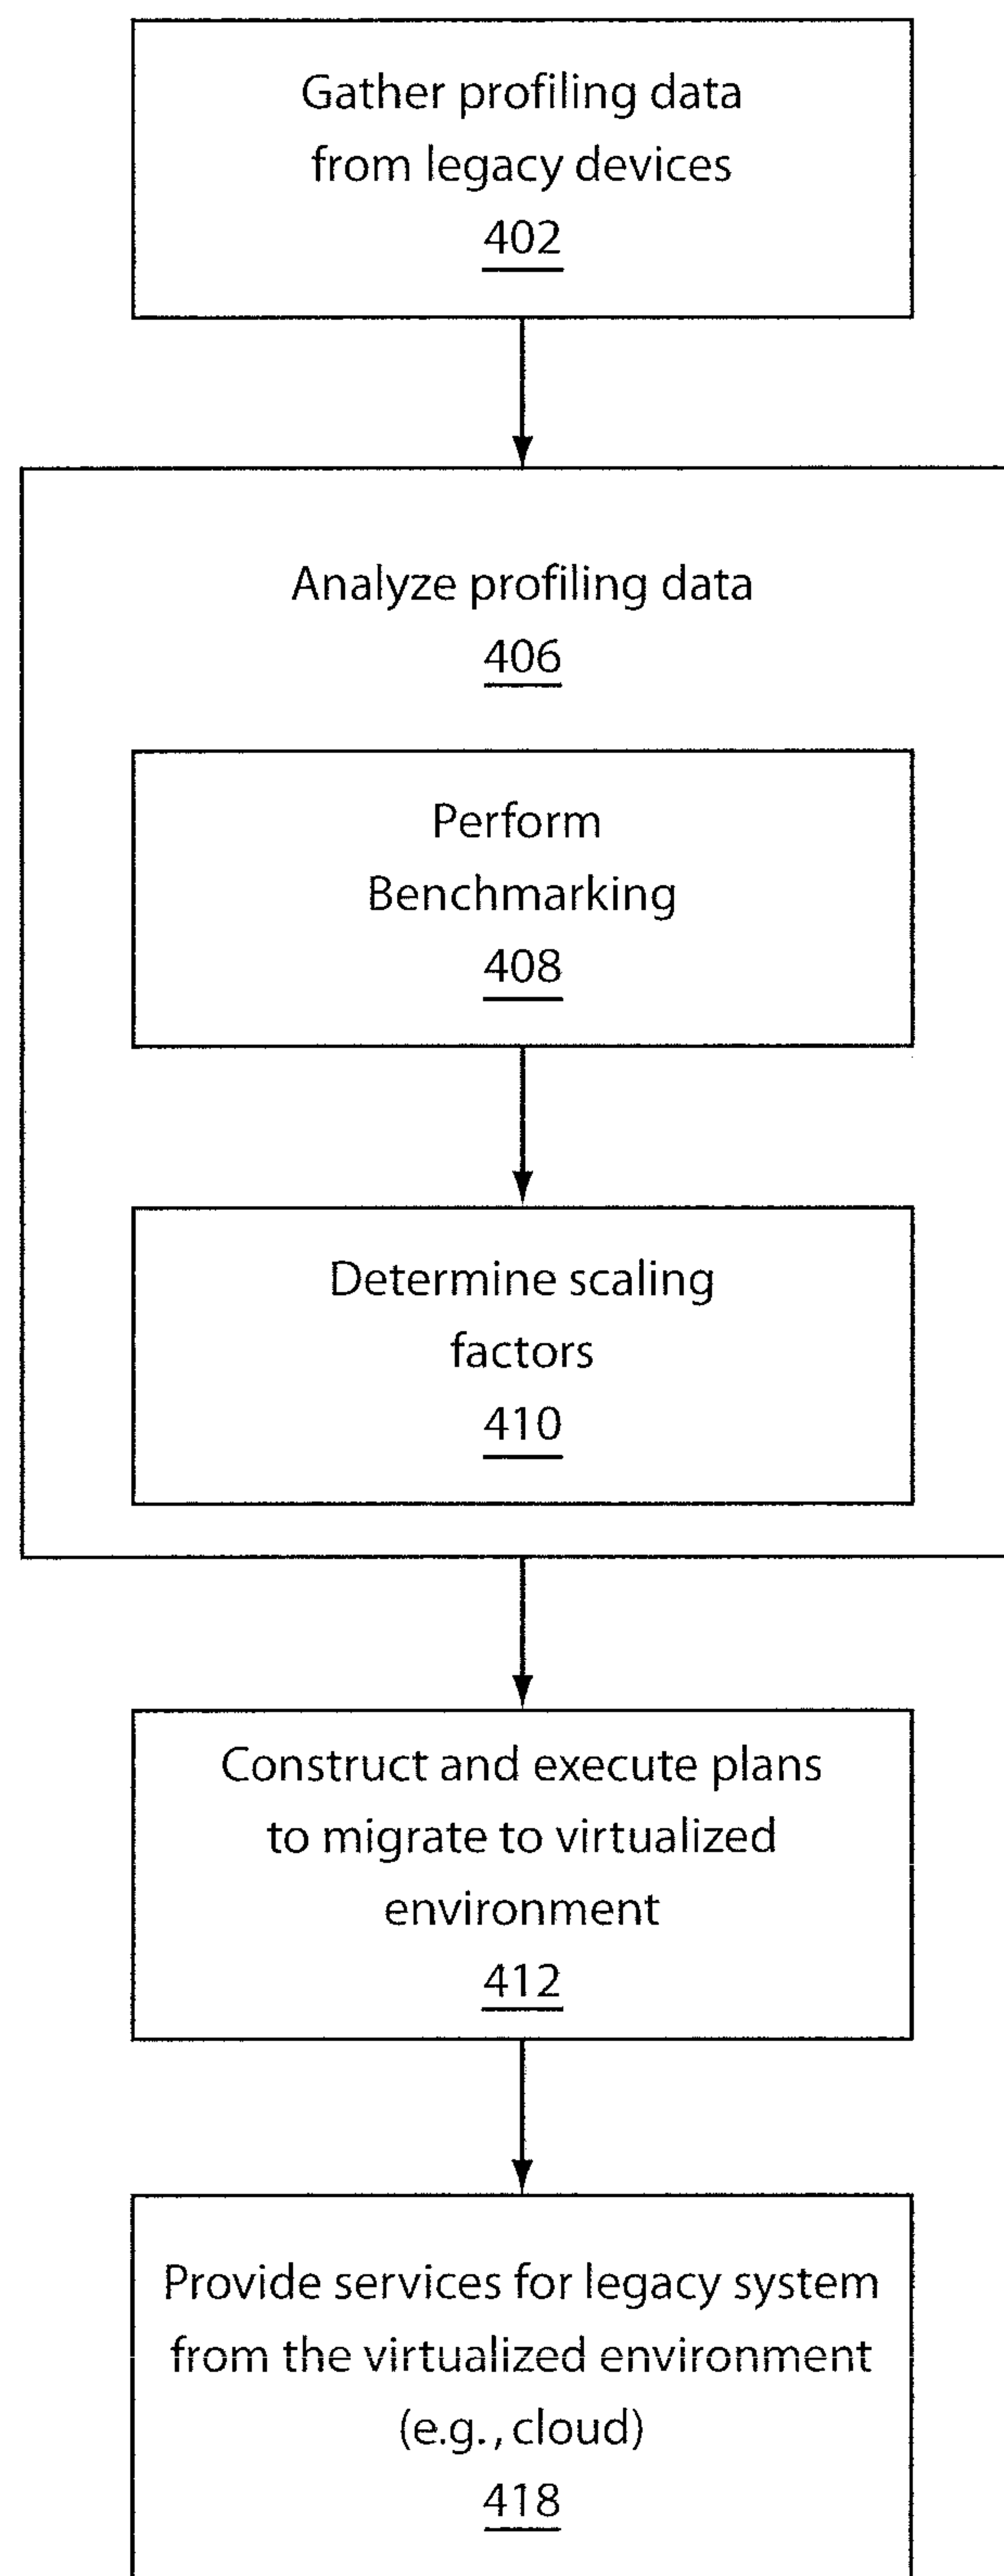 Gather profiling data
from legacy devices
402
Analyze profiling data
406
Perform
Benchmarking
408
Determine scaling
factors
410
Construct and execute plans
to migrate to virtualized
environment
412
Provide services for legacy system
from the virtualized environment
(e.g., cloud)
418